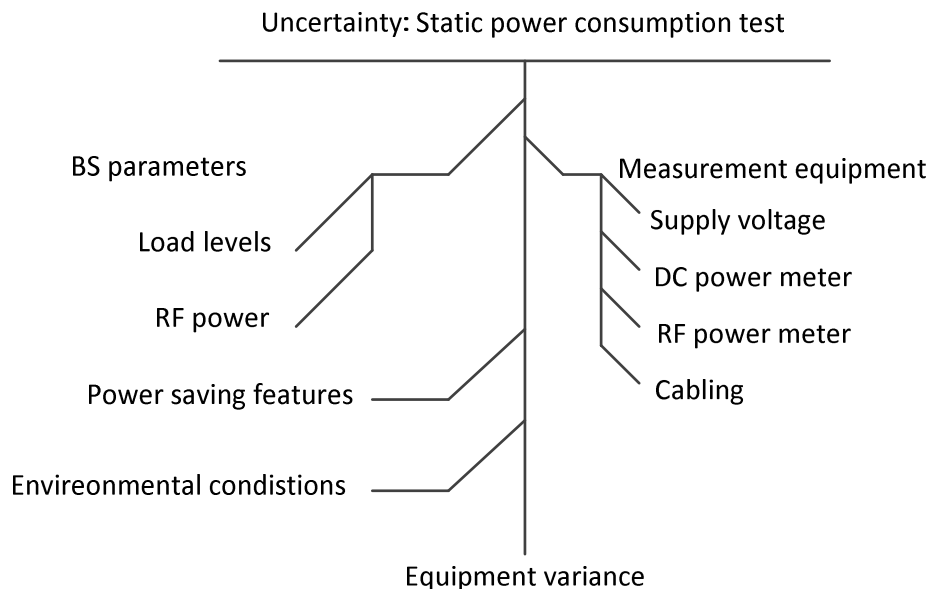 Uncertainty: Static power consumption test
BS parameters
Load levels
RF power
Power saving features
Envireonmental condistions
Measurement equipment
Supply voltage
DC power meter
RF power meter
Cabling
Equipment variance